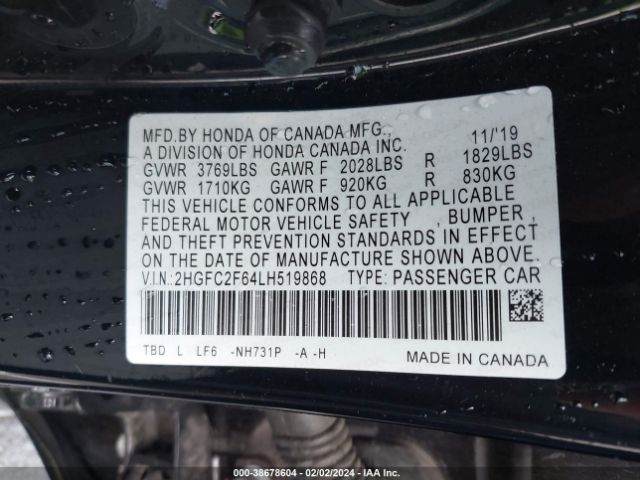 MFD.BY HONDA OF CANADA MFG., 11/'19
A DIVISION OF HONDA CANADA INC.
GVWR 3769LBS GAWR F 2028LBS R 1829LBS
GVWR 1710KG GAWR F 920KG R 830KG
THIS VEHICLE CONFORMS TO ALL APPLICABLE
FEDERAL MOTOR VEHICLE SAFETY , BUMPER ,
AND THEFT PREVENTION STANDARDS IN EFFECT
ON THE DATE OF MANUFACTURE SHOWN ABOVE.
V.I.N.:2HGFC2F64LH519868 TYPE: PASSENGER CAR
TBD L LF6 -NH731P -A -H
MADE IN CANADA
000-38678604 - 02/02/2024 - IAA Inc.